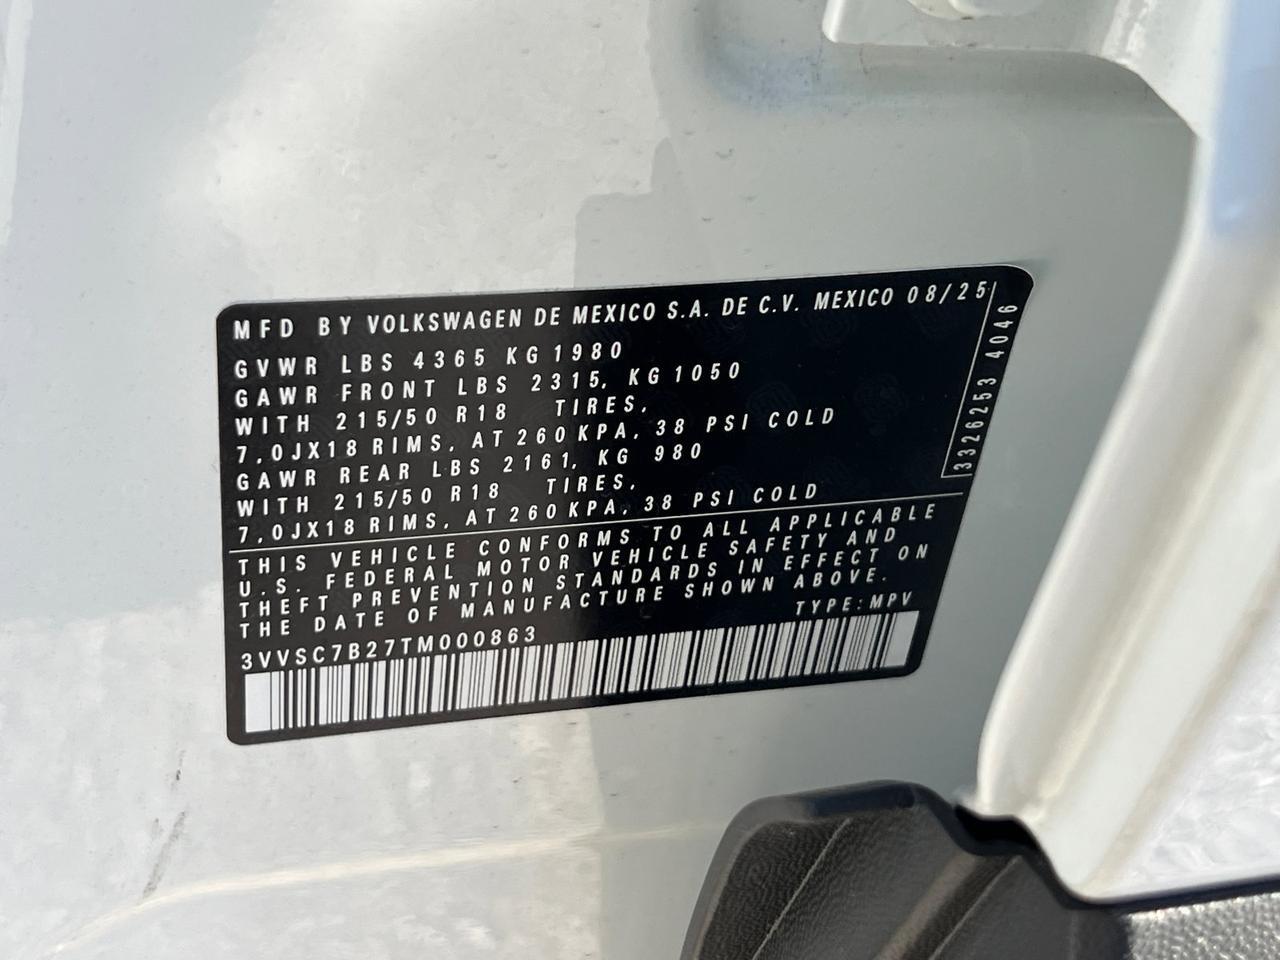 MFD BY VOLKSWAGEN DE MEXICO S.A. DE C.V. MEXICO 08/25
GVWR LBS 4365 KG 1980
GAWR FRONT LBS 2315, KG 1050
WITH 215/50 R18 TIRES,
7,0JX18 RIMS, AT 260 KPA, 38 PSI COLD
GAWR REAR LBS 2161, KG 980
WITH 215/50 R18 TIRES,
7,0JX18 RIMS, AT 260 KPA, 38 PSI COLD
3326253 4046
THIS VEHICLE CONFORMS TO ALL APPLICABLE
U.S. FEDERAL MOTOR VEHICLE SAFETY AND
THEFT PREVENTION STANDARDS IN EFFECT ON
THE DATE OF MANUFACTURE SHOWN ABOVE.
TYPE: MPV
3VVSC7B27TM000863